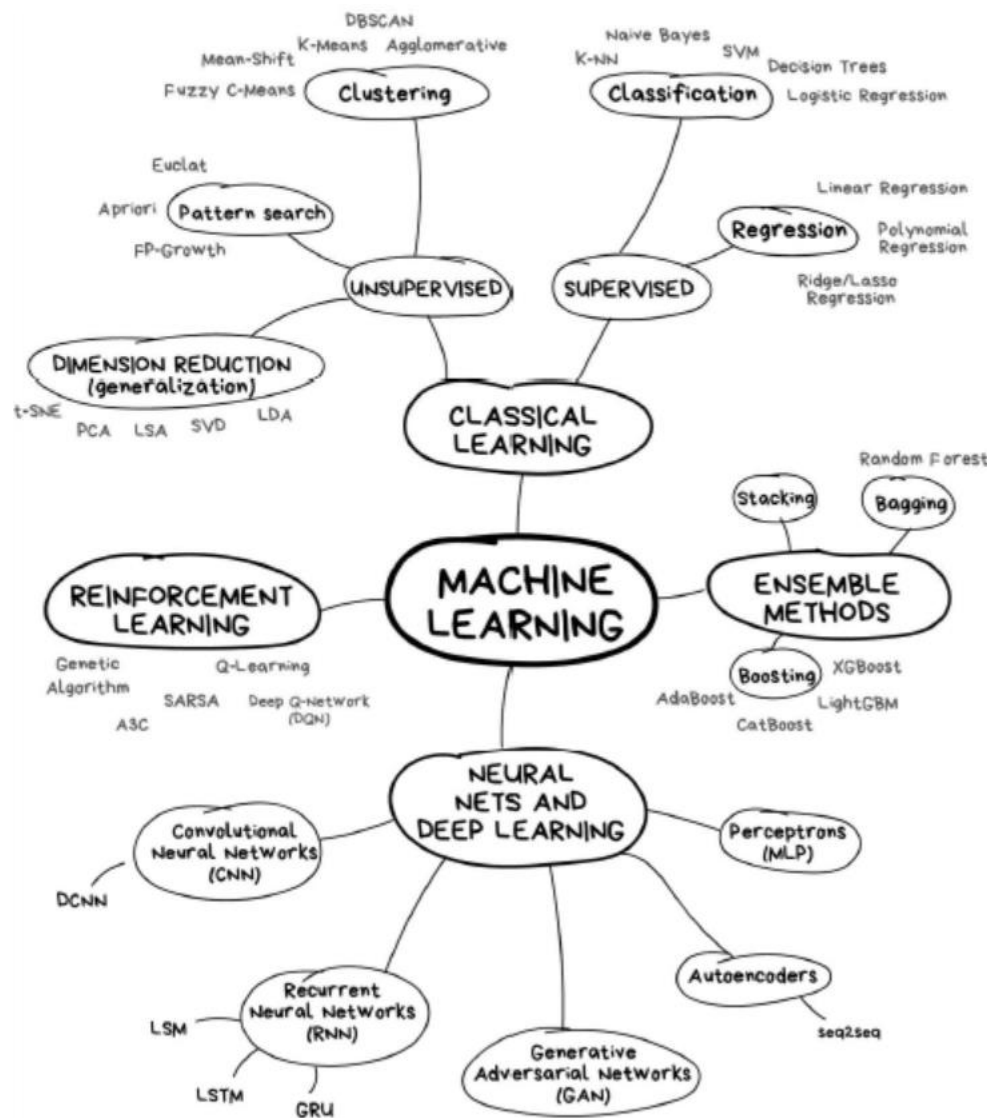 DBSCAN
K-Means Agglomerative
Mean-Shift
Fuzzy C-Means
Clustering
Naive Bayes
K-NN
SVM
Decision Trees
Logistic Regression
Classification
Euclat
Apriori
Pattern search
FP-Growth
Linear Regression
Regression
Polynomial
Regression
Ridge/Lasso
Regression
UNSUPERVISED
SUPERVISED
DIMENSION REDUCTION
(generalization)
t-SNE
PCA
LSA
SVD
LDA
CLASSICAL
LEARNING
Random Forest
Stacking
Bagging
MACHINE
LEARNING
REINFORCEMENT
LEARNING
ENSEMBLE
METHODS
Genetic
Algorithm
Q-Learning
SARSA
Deep Q-Network
(DQN)
A3C
Boosting
XGBoost
AdaBoost
LightGBM
CatBoost
NEURAL
NETS AND
DEEP LEARNING
Convolutional
Neural Networks
(CNN)
DCNN
Perceptrons
(MLP)
Recurrent
Neural Networks
(RNN)
LSM
LSTM
GRU
Autoencoders
seq2seq
Generative
Adversarial Networks
(GAN)